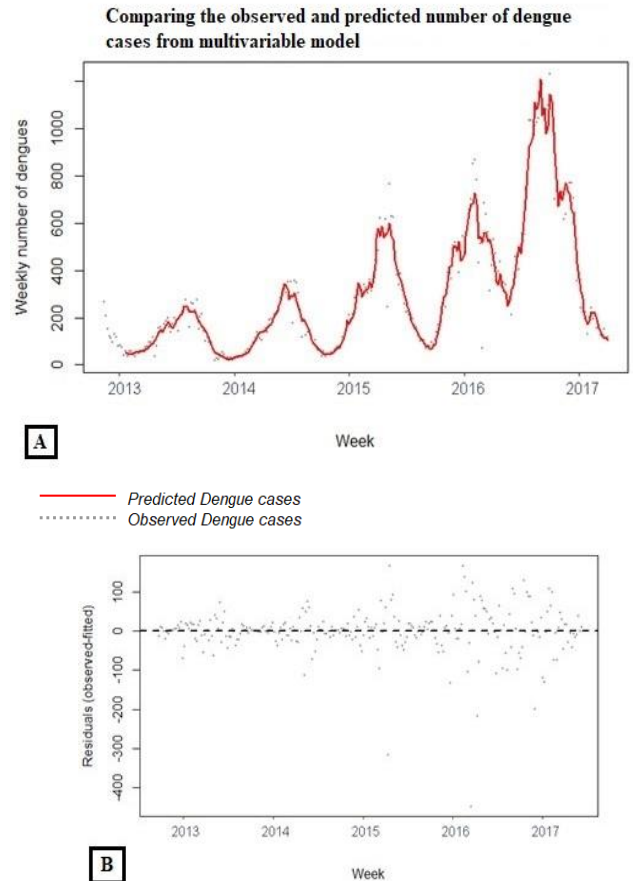 Comparing the observed and predicted number of dengue
cases from multivariable model
Weekly number of dengues
1000
800
600
400
200
0
2013 2014 2015 2016 2017
Week
A
Predicted Dengue cases
Observed Dengue cases
Residuals (observed-fitted)
100
0
-100
-200
-300
-400
2013 2014 2015 2016 2017
Week
B